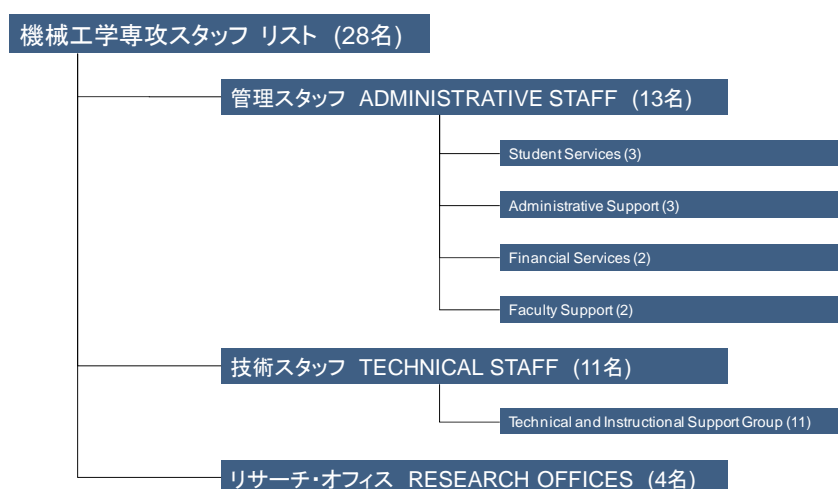 機械工学専攻スタッフ リスト (28名)
管理スタッフ ADMINISTRATIVE STAFF (13名)
Student Services (3)
Administrative Support (3)
Financial Services (2)
Faculty Support (2)
技術スタッフ TECHNICAL STAFF (11名)
Technical and Instructional Support Group (11)
リサーチ・オフィス RESEARCH OFFICES (4名)